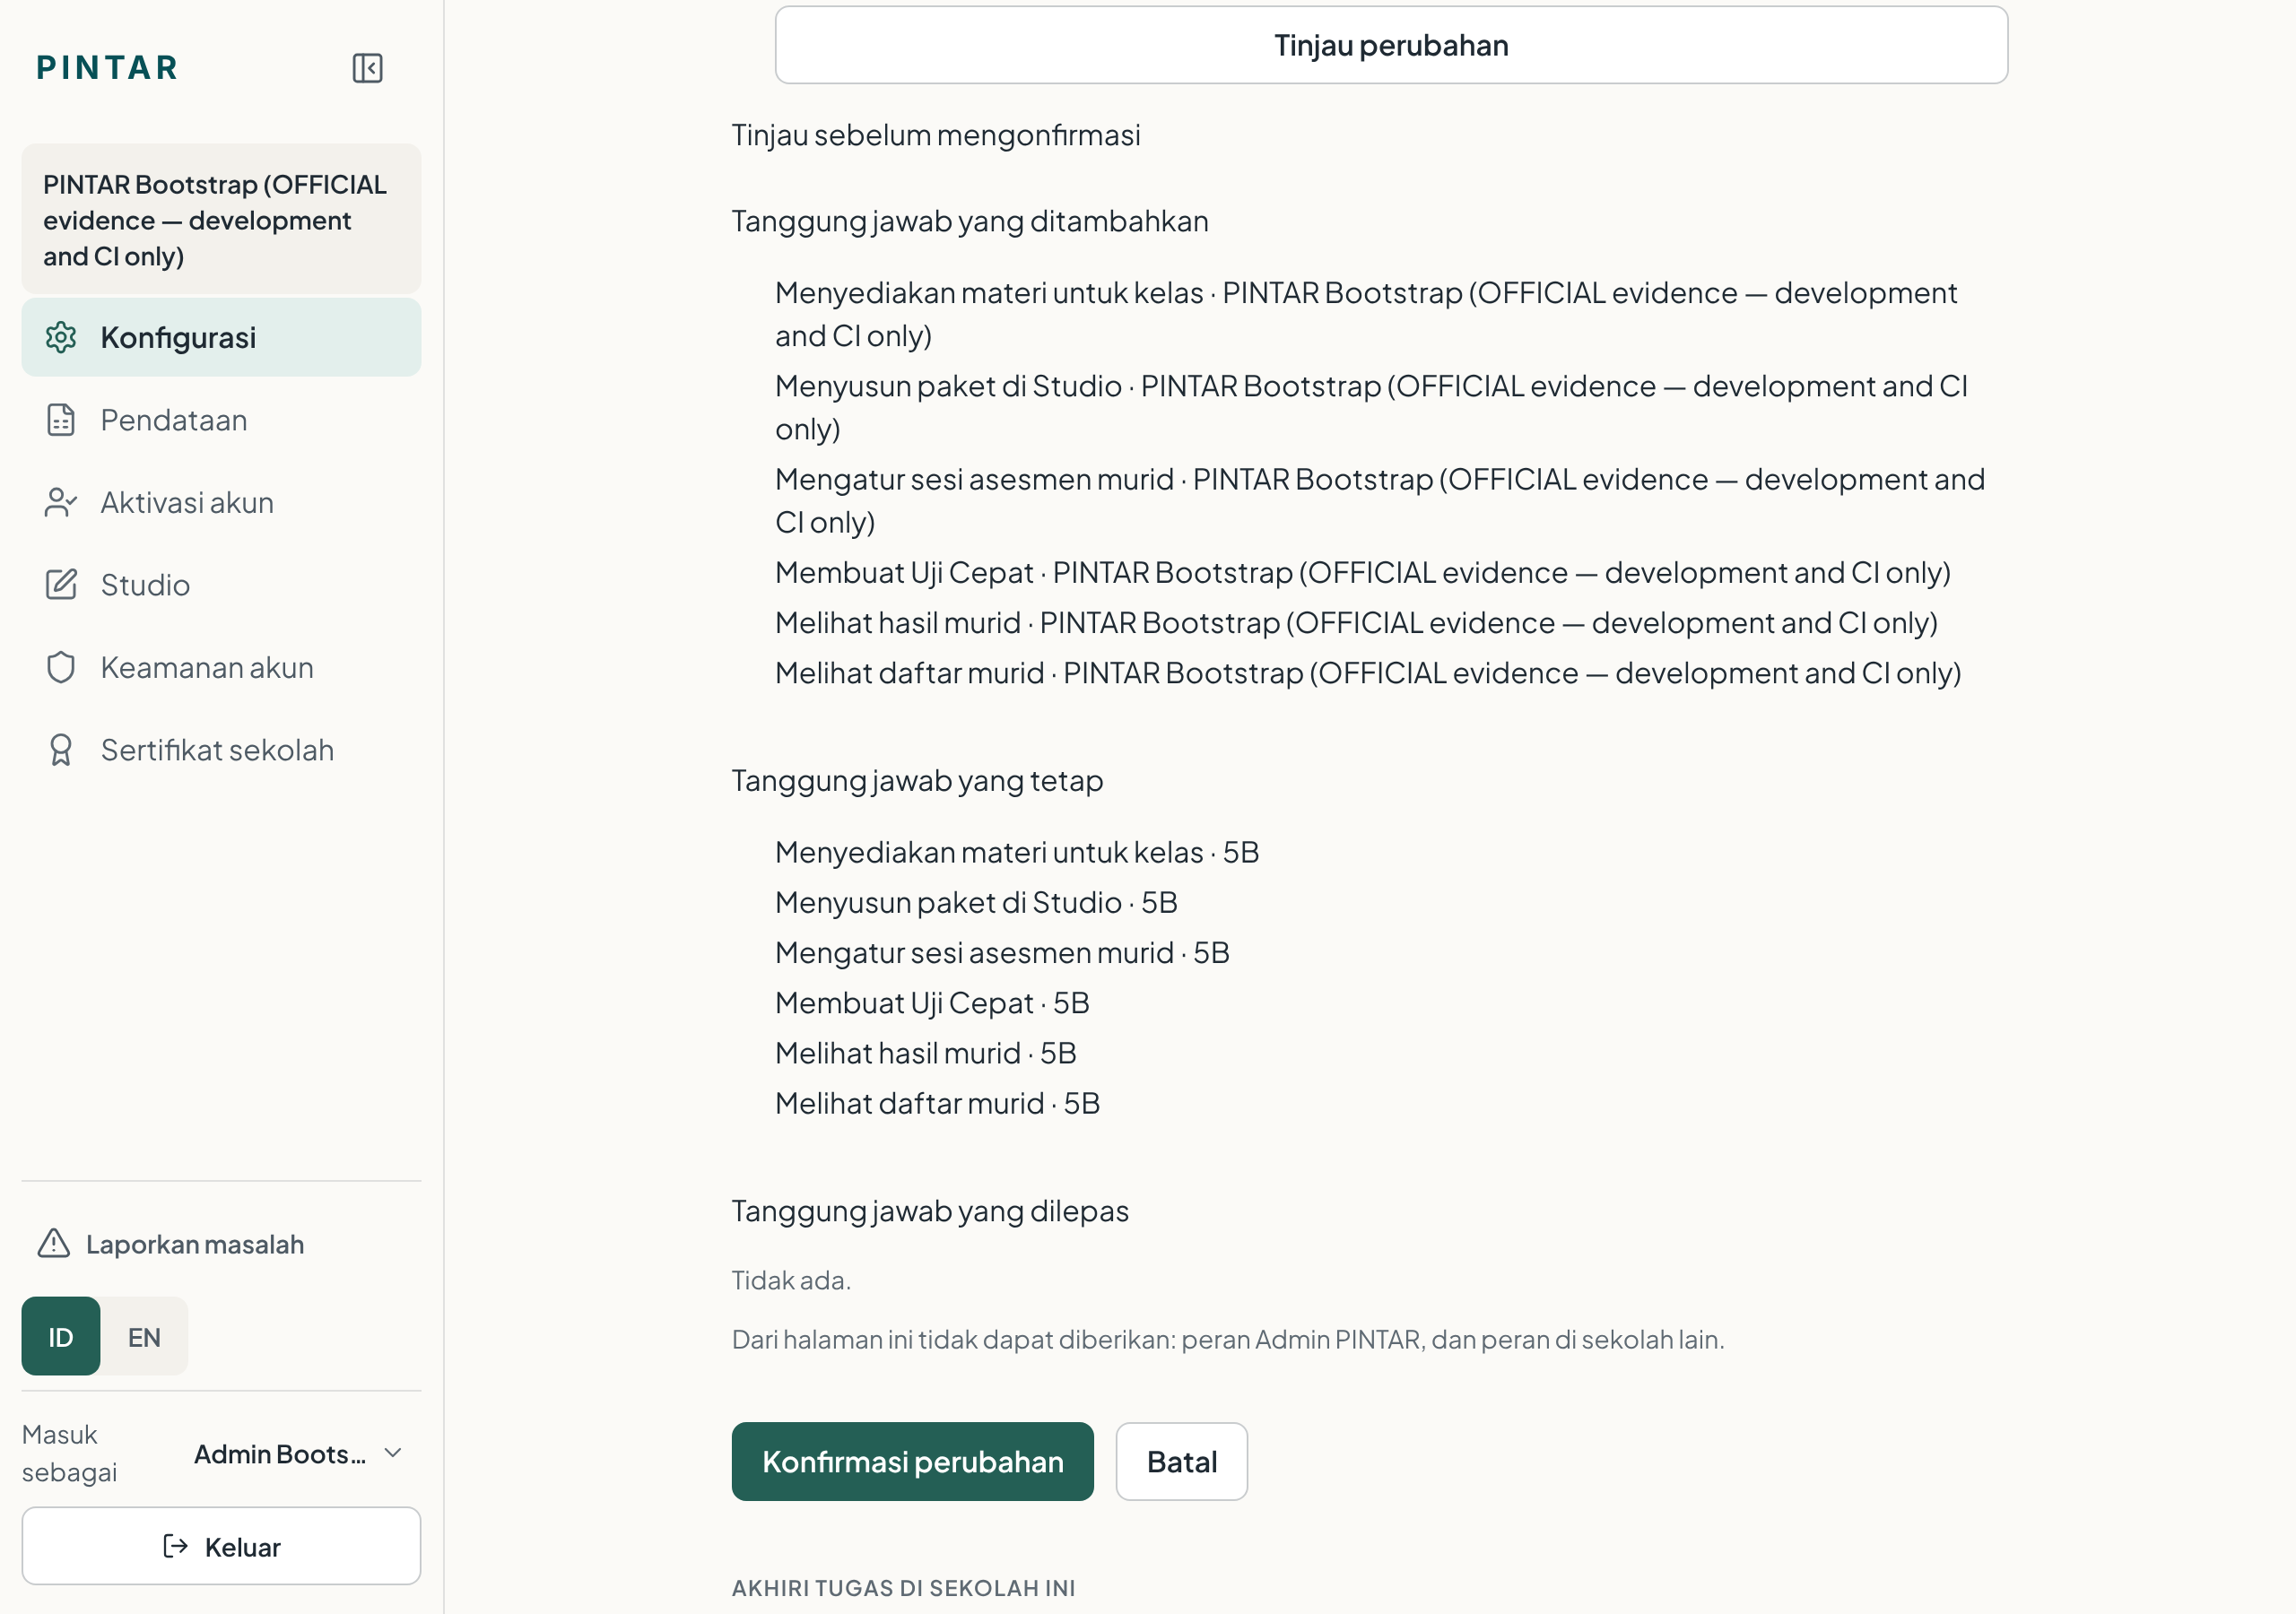 PINTAR
PINTAR Bootstrap (OFFICIAL
evidence — development
and CI only)
Konfigurasi
Pendataan
Aktivasi akun
Studio
Keamanan akun
Sertifikat sekolah
Laporkan masalah
ID
EN
Masuk
sebagai
Admin Boots...
Keluar
Tinjau perubahan
Tinjau sebelum mengonfirmasi
Tanggung jawab yang ditambahkan
Menyediakan materi untuk kelas · PINTAR Bootstrap (OFFICIAL evidence — development
and CI only)
Menyusun paket di Studio · PINTAR Bootstrap (OFFICIAL evidence — development and CI
only)
Mengatur sesi asesmen murid · PINTAR Bootstrap (OFFICIAL evidence — development and
CI only)
Membuat Uji Cepat · PINTAR Bootstrap (OFFICIAL evidence — development and CI only)
Melihat hasil murid · PINTAR Bootstrap (OFFICIAL evidence — development and CI only)
Melihat daftar murid · PINTAR Bootstrap (OFFICIAL evidence — development and CI only)
Tanggung jawab yang tetap
Menyediakan materi untuk kelas · 5B
Menyusun paket di Studio · 5B
Mengatur sesi asesmen murid · 5B
Membuat Uji Cepat · 5B
Melihat hasil murid · 5B
Melihat daftar murid · 5B
Tanggung jawab yang dilepas
Tidak ada.
Dari halaman ini tidak dapat diberikan: peran Admin PINTAR, dan peran di sekolah lain.
Konfirmasi perubahan
Batal
AKHIRI TUGAS DI SEKOLAH INI